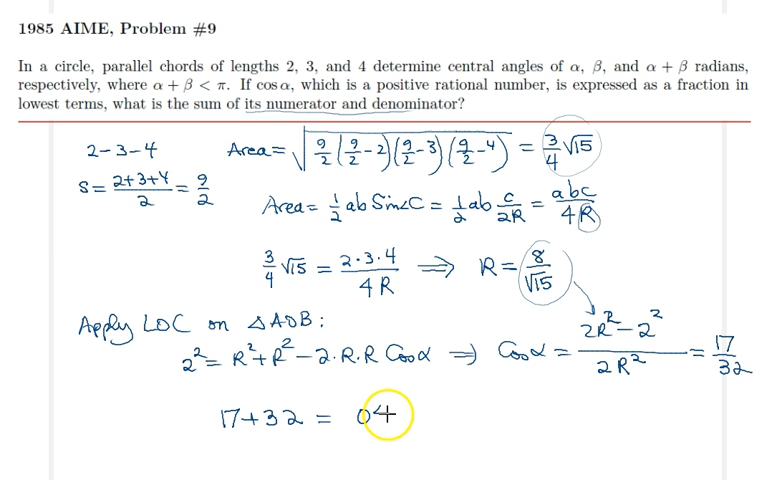 1985 AIME, Problem #9
In a circle, parallel chords of lengths 2, 3, and 4 determine central angles of α, β, and α + β radians,
respectively, where α + β < π. If cos α, which is a positive rational number, is expressed as a fraction in
lowest terms, what is the sum of its numerator and denominator?
2-3-4 Area = √(9/2(9/2-2)(9/2-3)(9/2-4)) = 3/4 √15
S = (2+3+4)/2 = 9/2
Area = 1/2 ab Sin∠C = 1/2 ab c/2R = abc/4R
3/4 √15 = 2·3·4/4R ⟹ R = 8/√15
Apply LOC on △AOB:
2² = R²+R²-2·R·R Cosα ⟹ Cosα = (2R²-2²)/2R² = 17/32
17+32 = 04